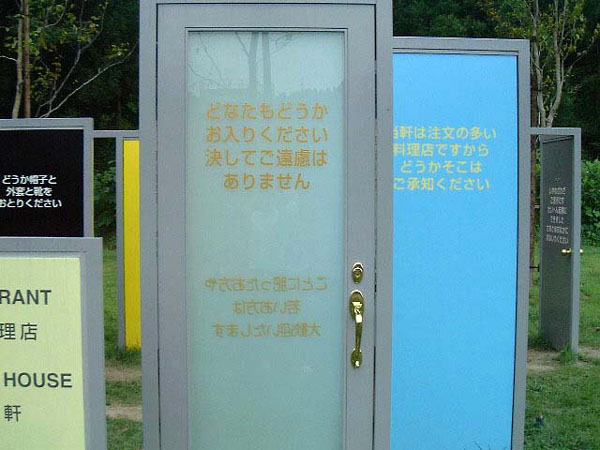 どなたもどうか
お入りください
決してご遠慮は
ありません
ことに肥ったお方や
若いお方は
大歓迎いたします
当軒は注文の多い
料理店ですから
どうかそこは
ご承知ください
どうか帽子と
外套と靴を
おとりください
RANT
理店
HOUSE
軒